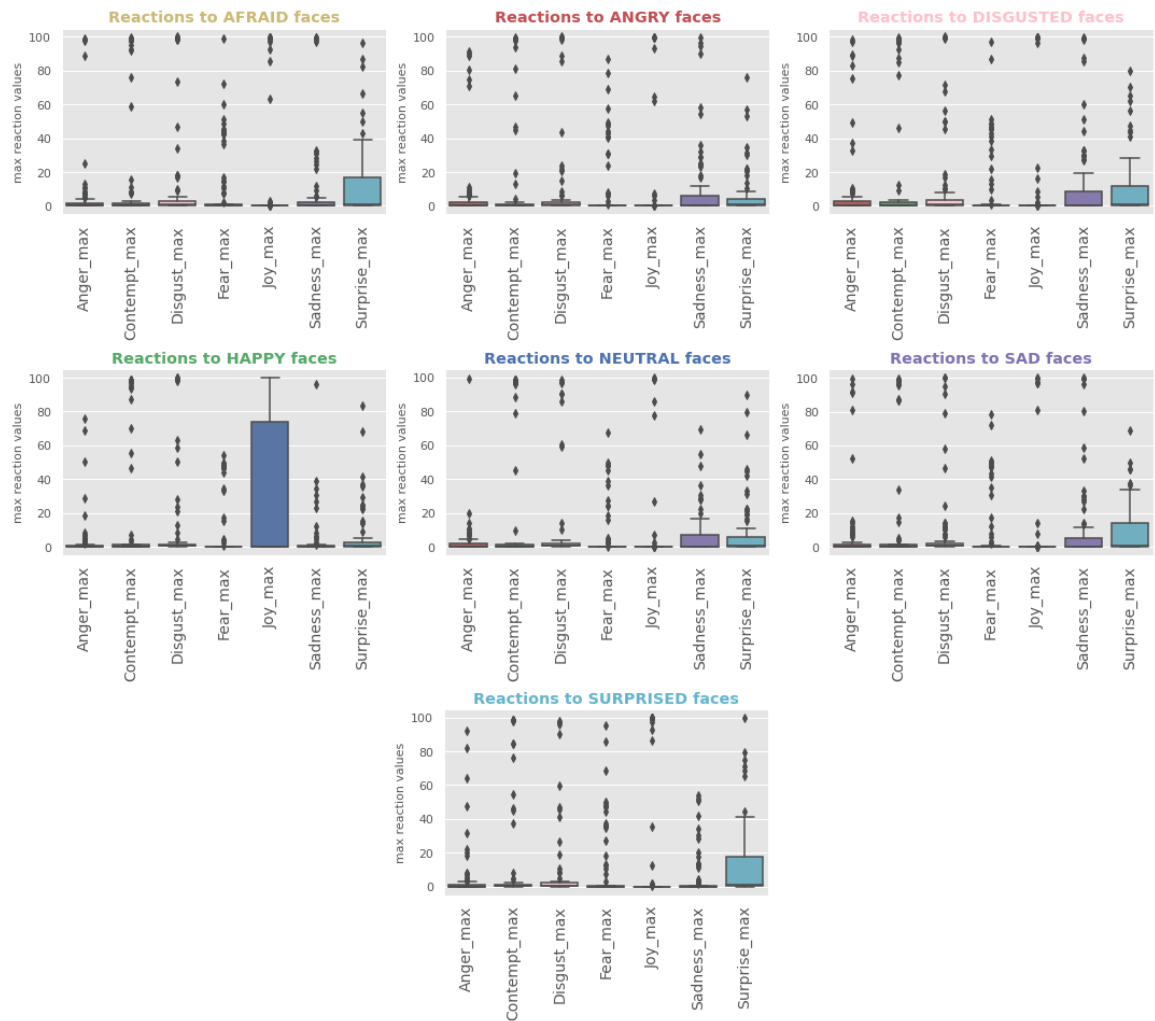 Reactions to AFRAID faces
max reaction values
100
80
60
40
20
0
Anger_max
Contempt_max
Disgust_max
Fear_max
Joy_max
Sadness_max
Surprise_max
Reactions to ANGRY faces
max reaction values
100
80
60
40
20
0
Anger_max
Contempt_max
Disgust_max
Fear_max
Joy_max
Sadness_max
Surprise_max
Reactions to DISGUSTED faces
max reaction values
100
80
60
40
20
0
Anger_max
Contempt_max
Disgust_max
Fear_max
Joy_max
Sadness_max
Surprise_max
Reactions to HAPPY faces
max reaction values
100
80
60
40
20
0
Anger_max
Contempt_max
Disgust_max
Fear_max
Joy_max
Sadness_max
Surprise_max
Reactions to NEUTRAL faces
max reaction values
100
80
60
40
20
0
Anger_max
Contempt_max
Disgust_max
Fear_max
Joy_max
Sadness_max
Surprise_max
Reactions to SAD faces
max reaction values
100
80
60
40
20
0
Anger_max
Contempt_max
Disgust_max
Fear_max
Joy_max
Sadness_max
Surprise_max
Reactions to SURPRISED faces
max reaction values
100
80
60
40
20
0
Anger_max
Contempt_max
Disgust_max
Fear_max
Joy_max
Sadness_max
Surprise_max